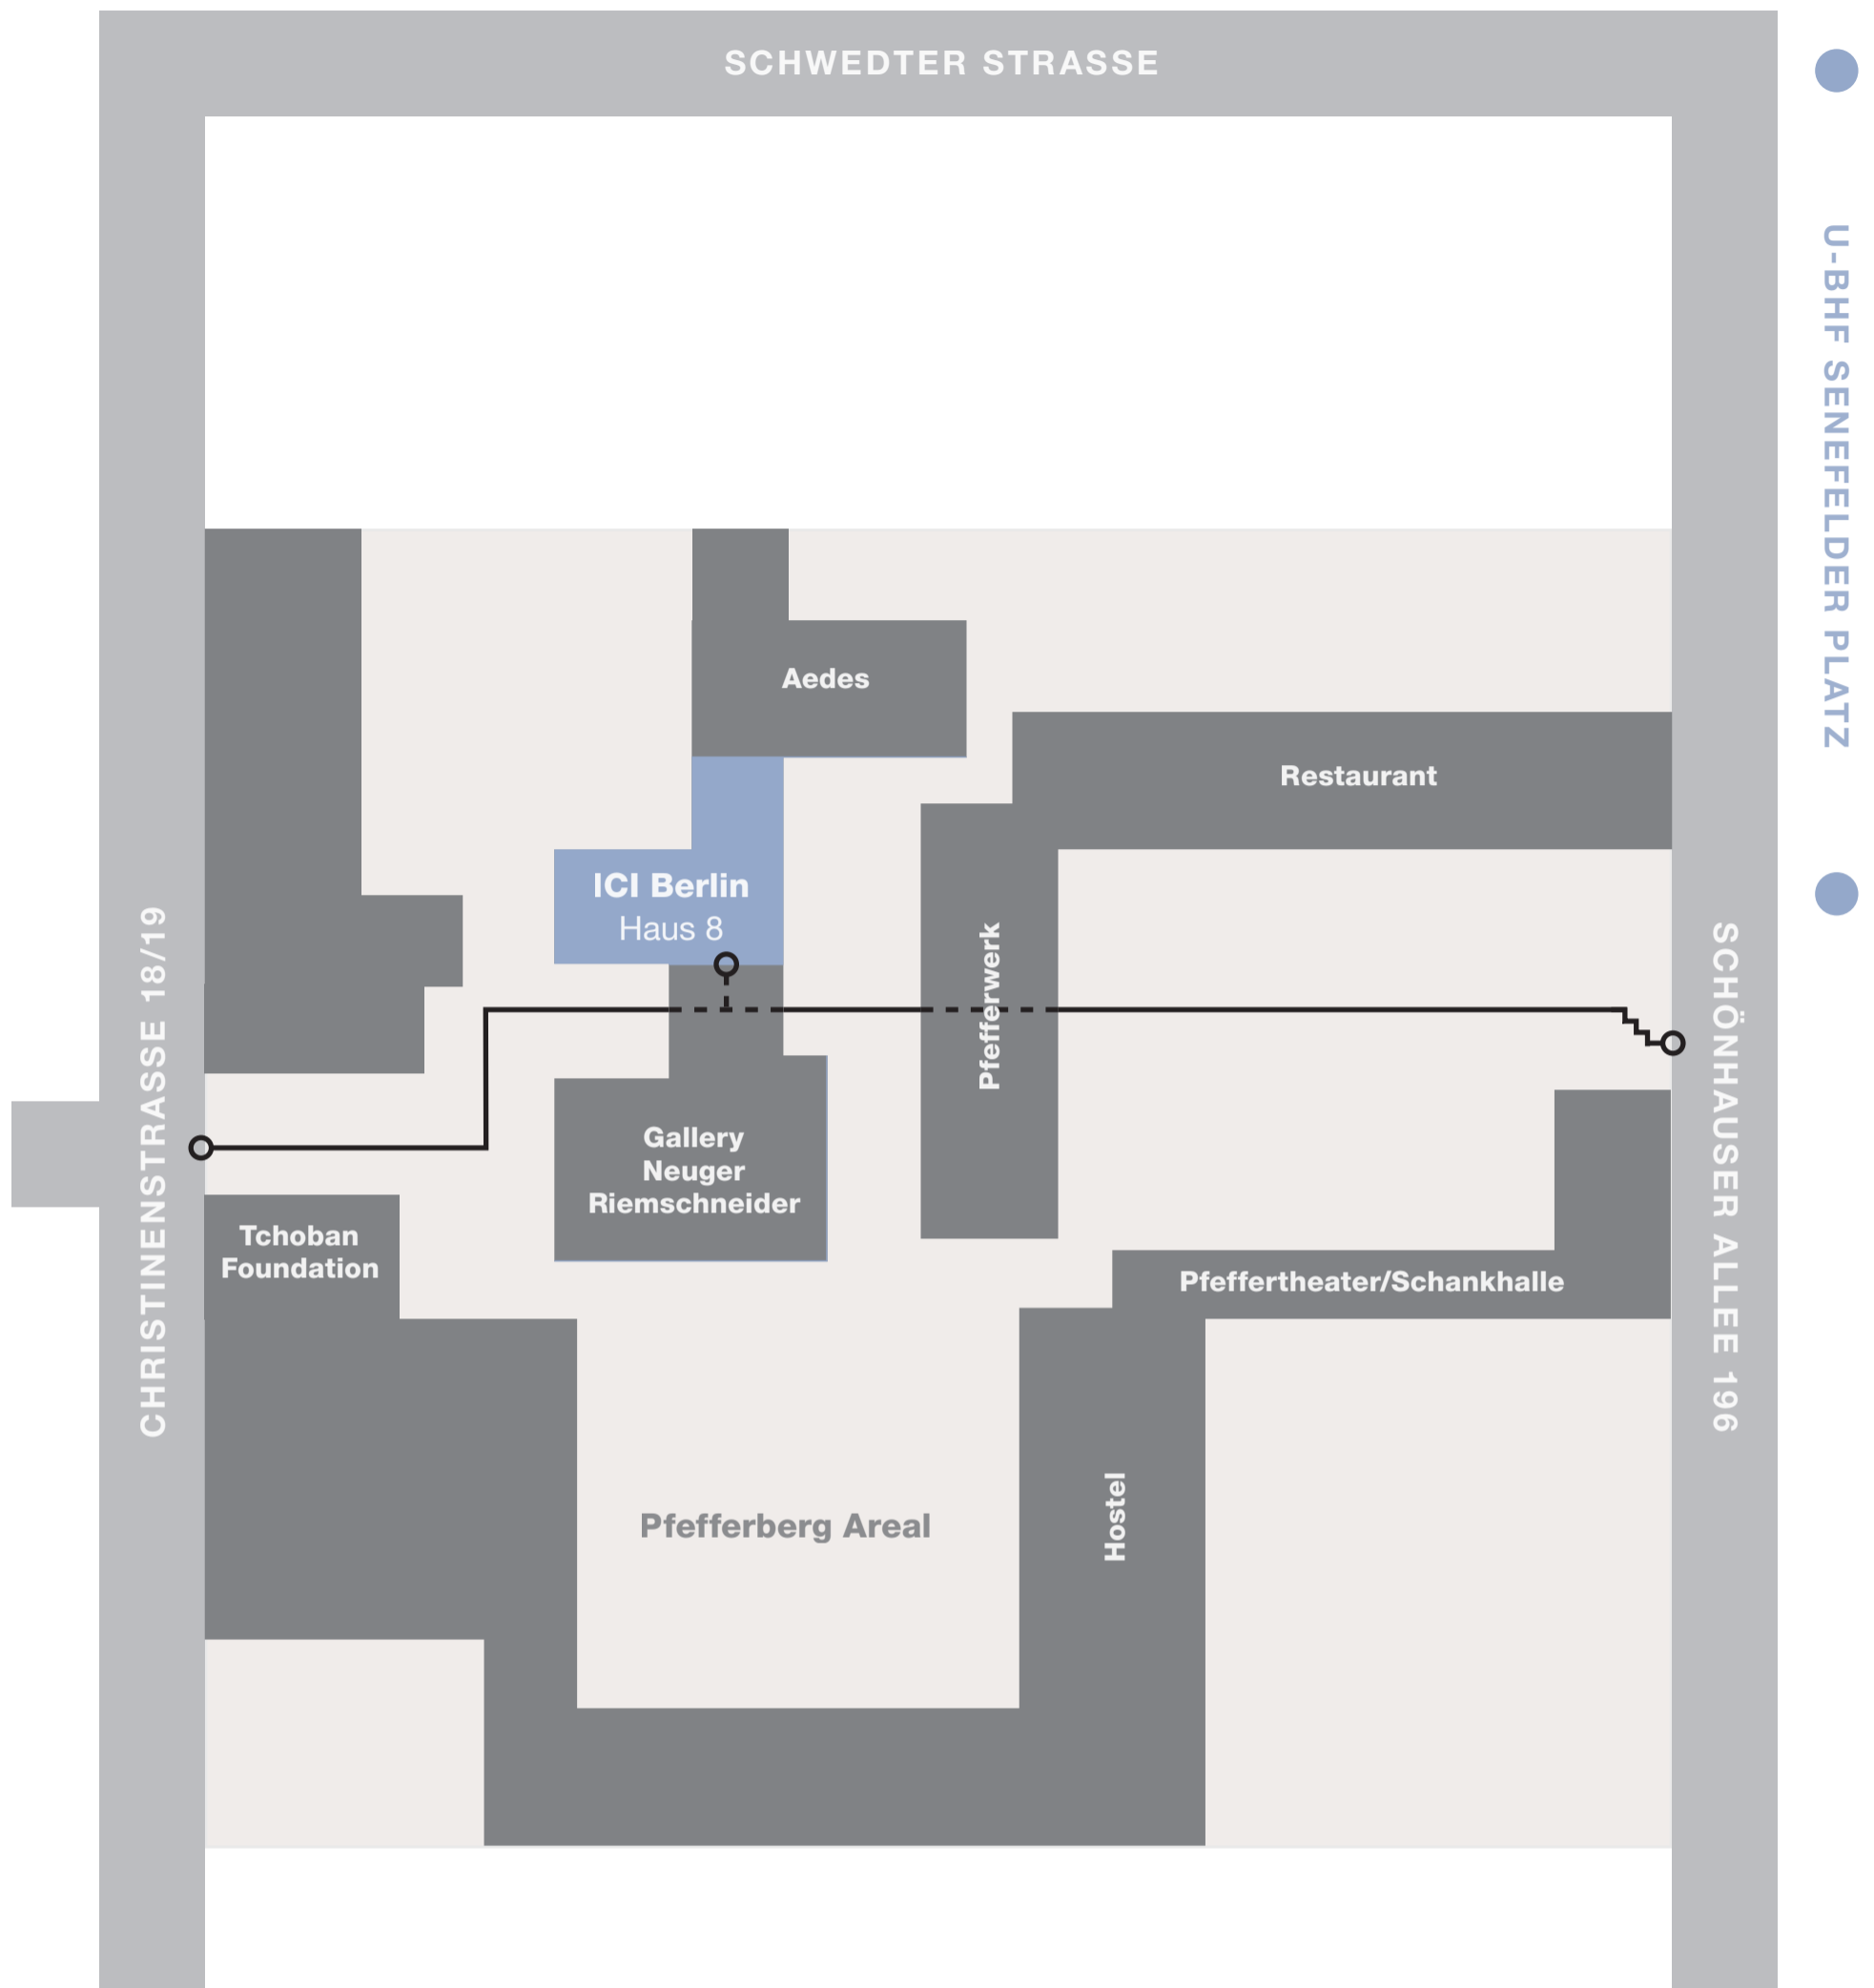 SCHWEDTER STRASSE
U-BHF SENEFELDER PLATZ
Aedes
Restaurant
ICI Berlin
Haus 8
Pfefferwerk
CHRISTINENSTRASSE 18/19
SCHÖNHAUSER ALLEE 196
Gallery
Neuger
Riemschneider
Tchoban
Foundation
Pfeffertheater/Schankhalle
Hostel
Pfefferberg Areal